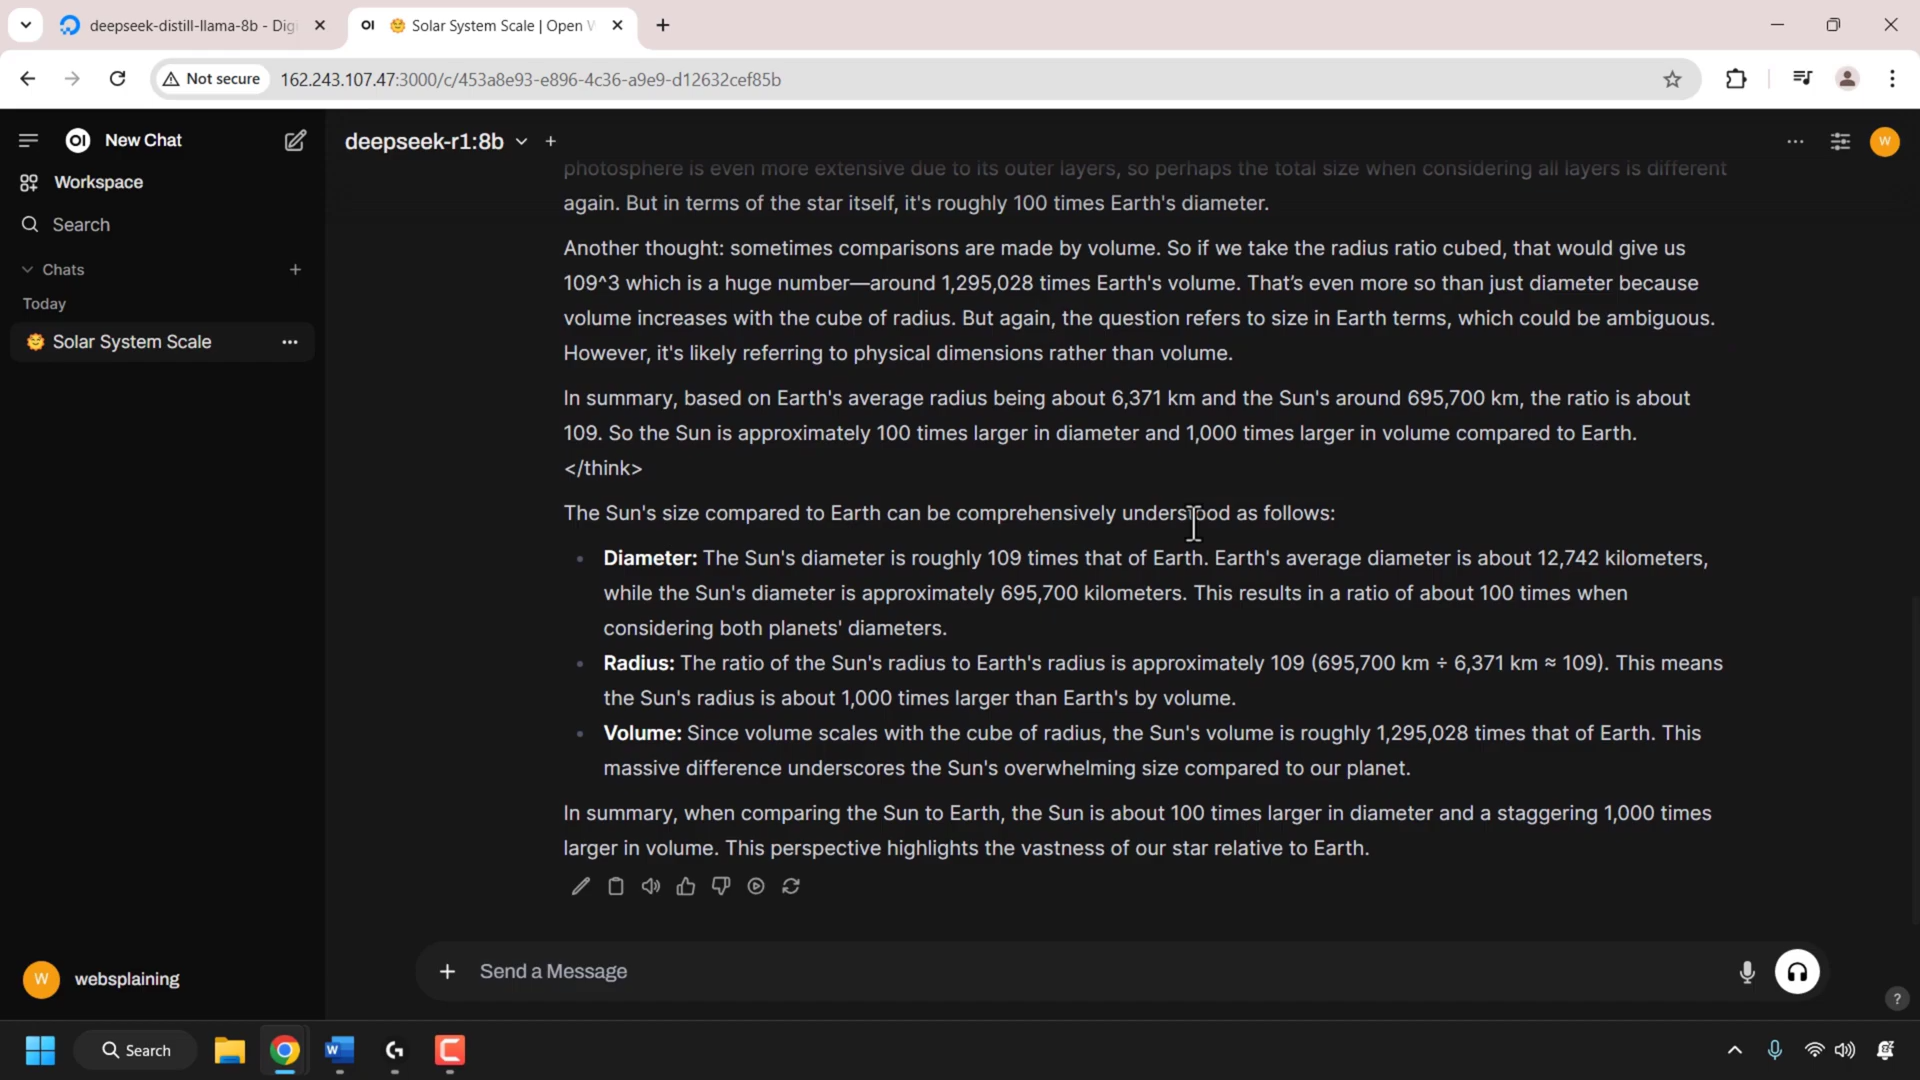 deepseek-distill-llama-8b - Digi
OI Solar System Scale | Open W
Not secure
162.243.107.47:3000/c/453a8e93-e896-4c36-a9e9-d12632cef85b
OI New Chat
Workspace
Search
Chats
Today
Solar System Scale
deepseek-r1:8b
W
photosphere is even more extensive due to its outer layers, so perhaps the total size when considering all layers is different
again. But in terms of the star itself, it's roughly 100 times Earth's diameter.
Another thought: sometimes comparisons are made by volume. So if we take the radius ratio cubed, that would give us
109^3 which is a huge number—around 1,295,028 times Earth's volume. That’s even more so than just diameter because
volume increases with the cube of radius. But again, the question refers to size in Earth terms, which could be ambiguous.
However, it's likely referring to physical dimensions rather than volume.
In summary, based on Earth's average radius being about 6,371 km and the Sun's around 695,700 km, the ratio is about
109. So the Sun is approximately 100 times larger in diameter and 1,000 times larger in volume compared to Earth.
</think>
The Sun's size compared to Earth can be comprehensively understood as follows:
• Diameter: The Sun's diameter is roughly 109 times that of Earth. Earth's average diameter is about 12,742 kilometers,
while the Sun's diameter is approximately 695,700 kilometers. This results in a ratio of about 100 times when
considering both planets' diameters.
• Radius: The ratio of the Sun's radius to Earth's radius is approximately 109 (695,700 km ÷ 6,371 km ≈ 109). This means
the Sun's radius is about 1,000 times larger than Earth's by volume.
• Volume: Since volume scales with the cube of radius, the Sun's volume is roughly 1,295,028 times that of Earth. This
massive difference underscores the Sun's overwhelming size compared to our planet.
In summary, when comparing the Sun to Earth, the Sun is about 100 times larger in diameter and a staggering 1,000 times
larger in volume. This perspective highlights the vastness of our star relative to Earth.
W websplaining
Send a Message
?
Search